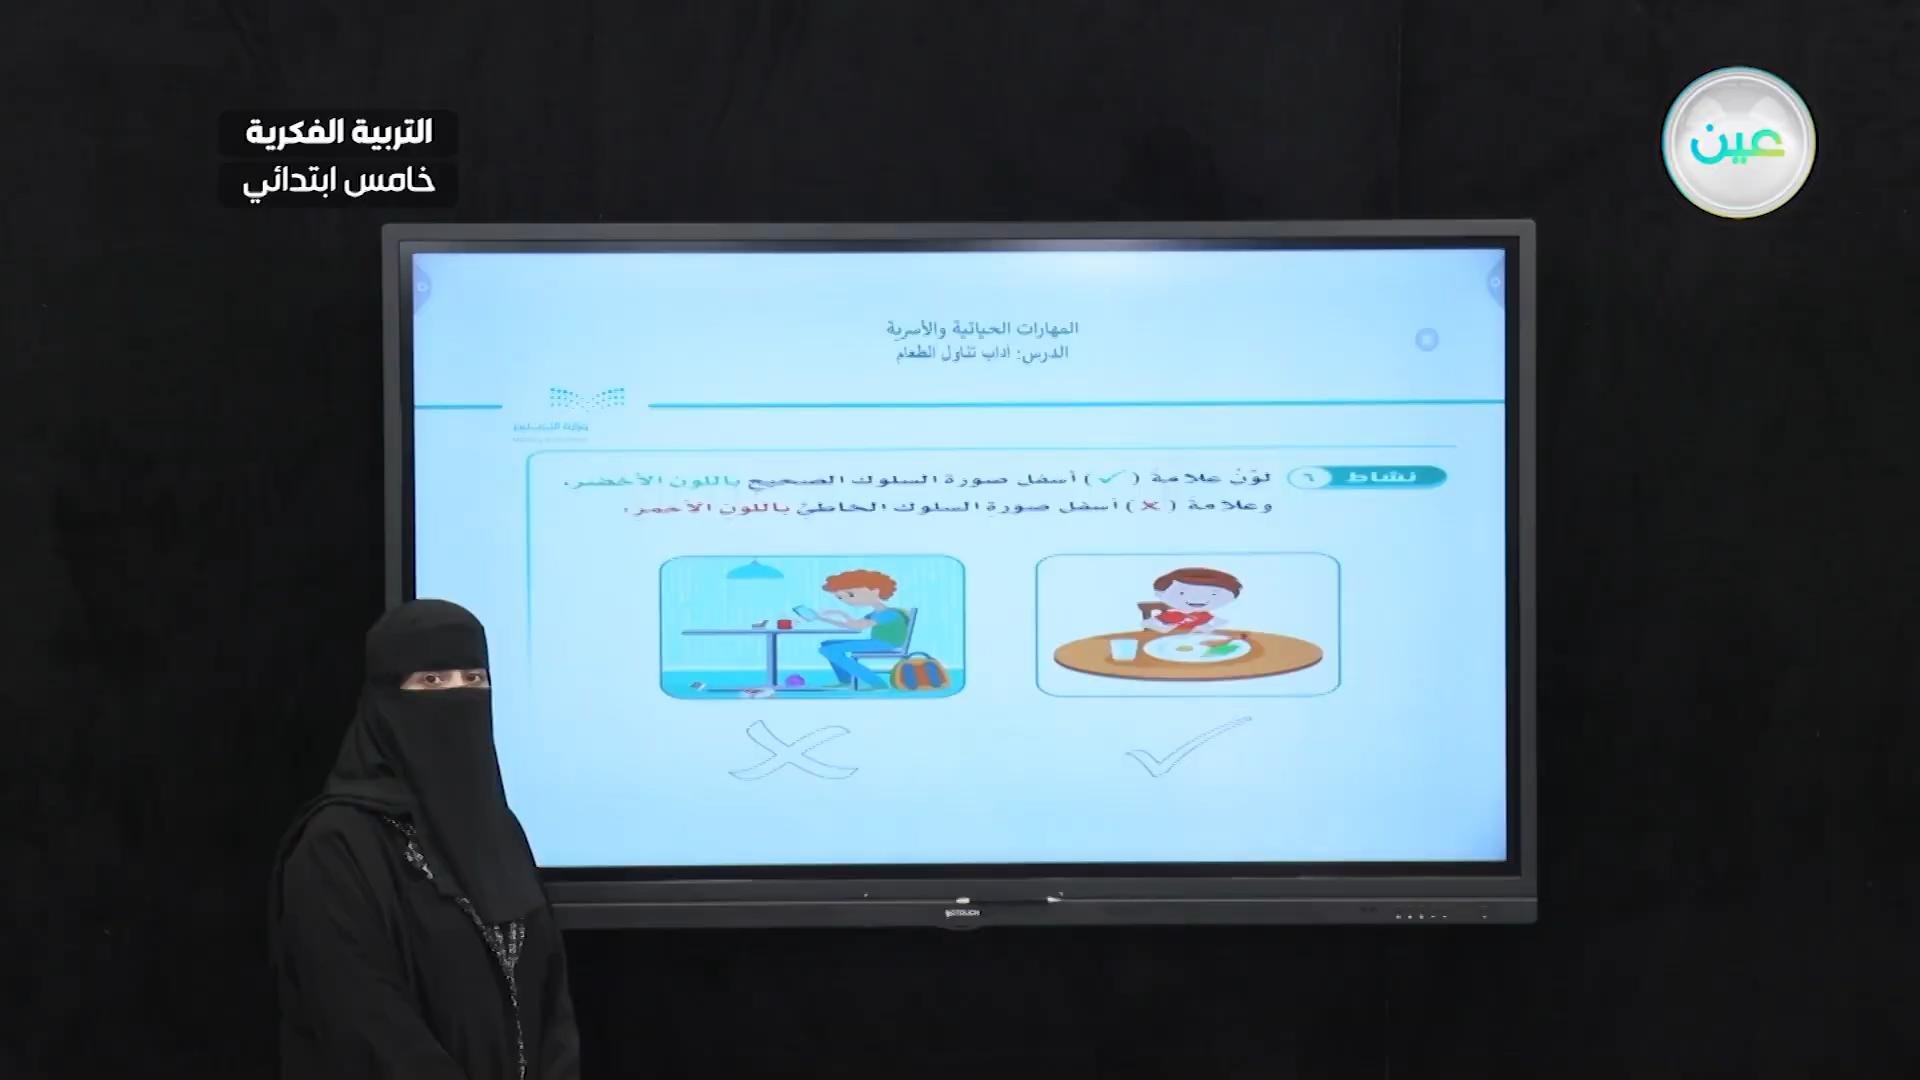 التربية الفكرية
خامس ابتدائي
عين
المهارات الحياتية والأسرية
الدرس: آداب تناول الطعام
نشاط ٦ لوّن علامة ( ✓ ) أسفل صورة السلوك الصحيح باللون الأخضر،
وعلامة ( ✗ ) أسفل صورة السلوك الخاطئ باللون الأحمر: